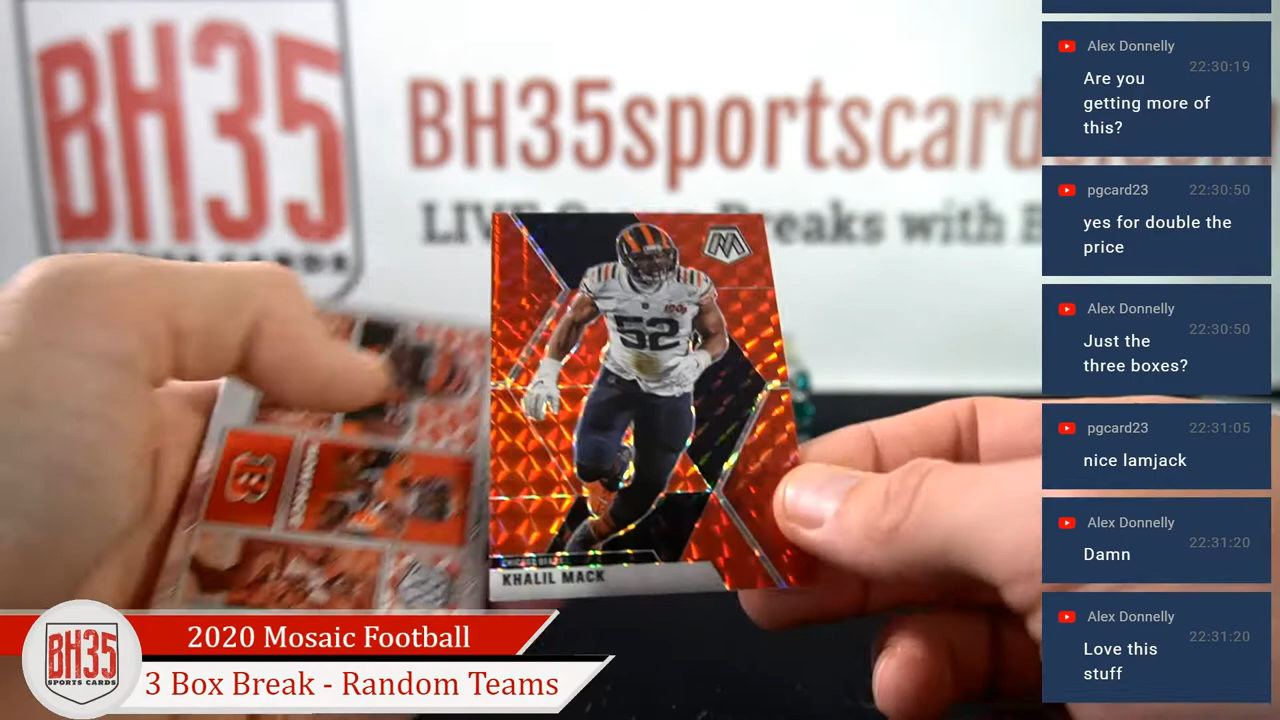 BH35
BH35sportscard
LIVE Breaks with
52
KHALIL MACK
2020 Mosaic Football
3 Box Break - Random Teams
BH35
SPORTS CARDS
Alex Donnelly
22:30:19
Are you
getting more of
this?
pgcard23
22:30:50
yes for double the
price
Alex Donnelly
22:30:50
Just the
three boxes?
pgcard23
22:31:05
nice lamjack
Alex Donnelly
22:31:20
Damn
Alex Donnelly
22:31:20
Love this
stuff